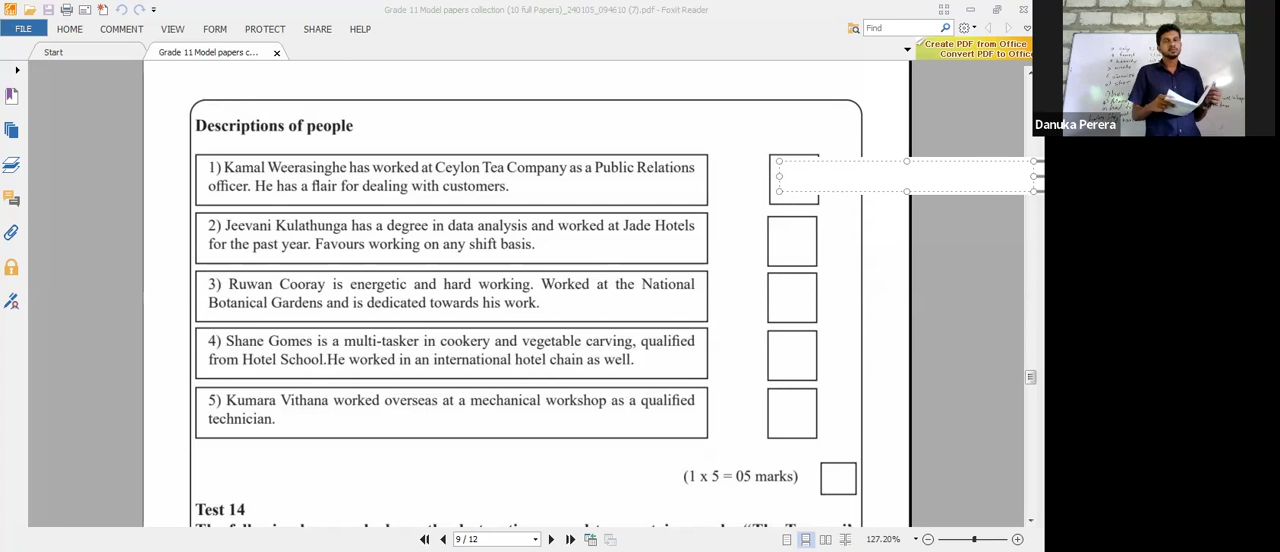 Grade 11 Model papers collection (10 full Papers)_240105_094610 (7).pdf - Foxit Reader
FILE HOME COMMENT VIEW FORM PROTECT SHARE HELP
Find
Start Grade 11 Model papers c...
Create PDF from Office
Convert PDF to Office
Danuka Perera
Descriptions of people
1) Kamal Weerasinghe has worked at Ceylon Tea Company as a Public Relations
officer. He has a flair for dealing with customers.
2) Jeevani Kulathunga has a degree in data analysis and worked at Jade Hotels
for the past year. Favours working on any shift basis.
3) Ruwan Cooray is energetic and hard working. Worked at the National
Botanical Gardens and is dedicated towards his work.
4) Shane Gomes is a multi-tasker in cookery and vegetable carving, qualified
from Hotel School.He worked in an international hotel chain as well.
5) Kumara Vithana worked overseas at a mechanical workshop as a qualified
technician.
(1 x 5 = 05 marks)
Test 14
9 / 12
127.20%